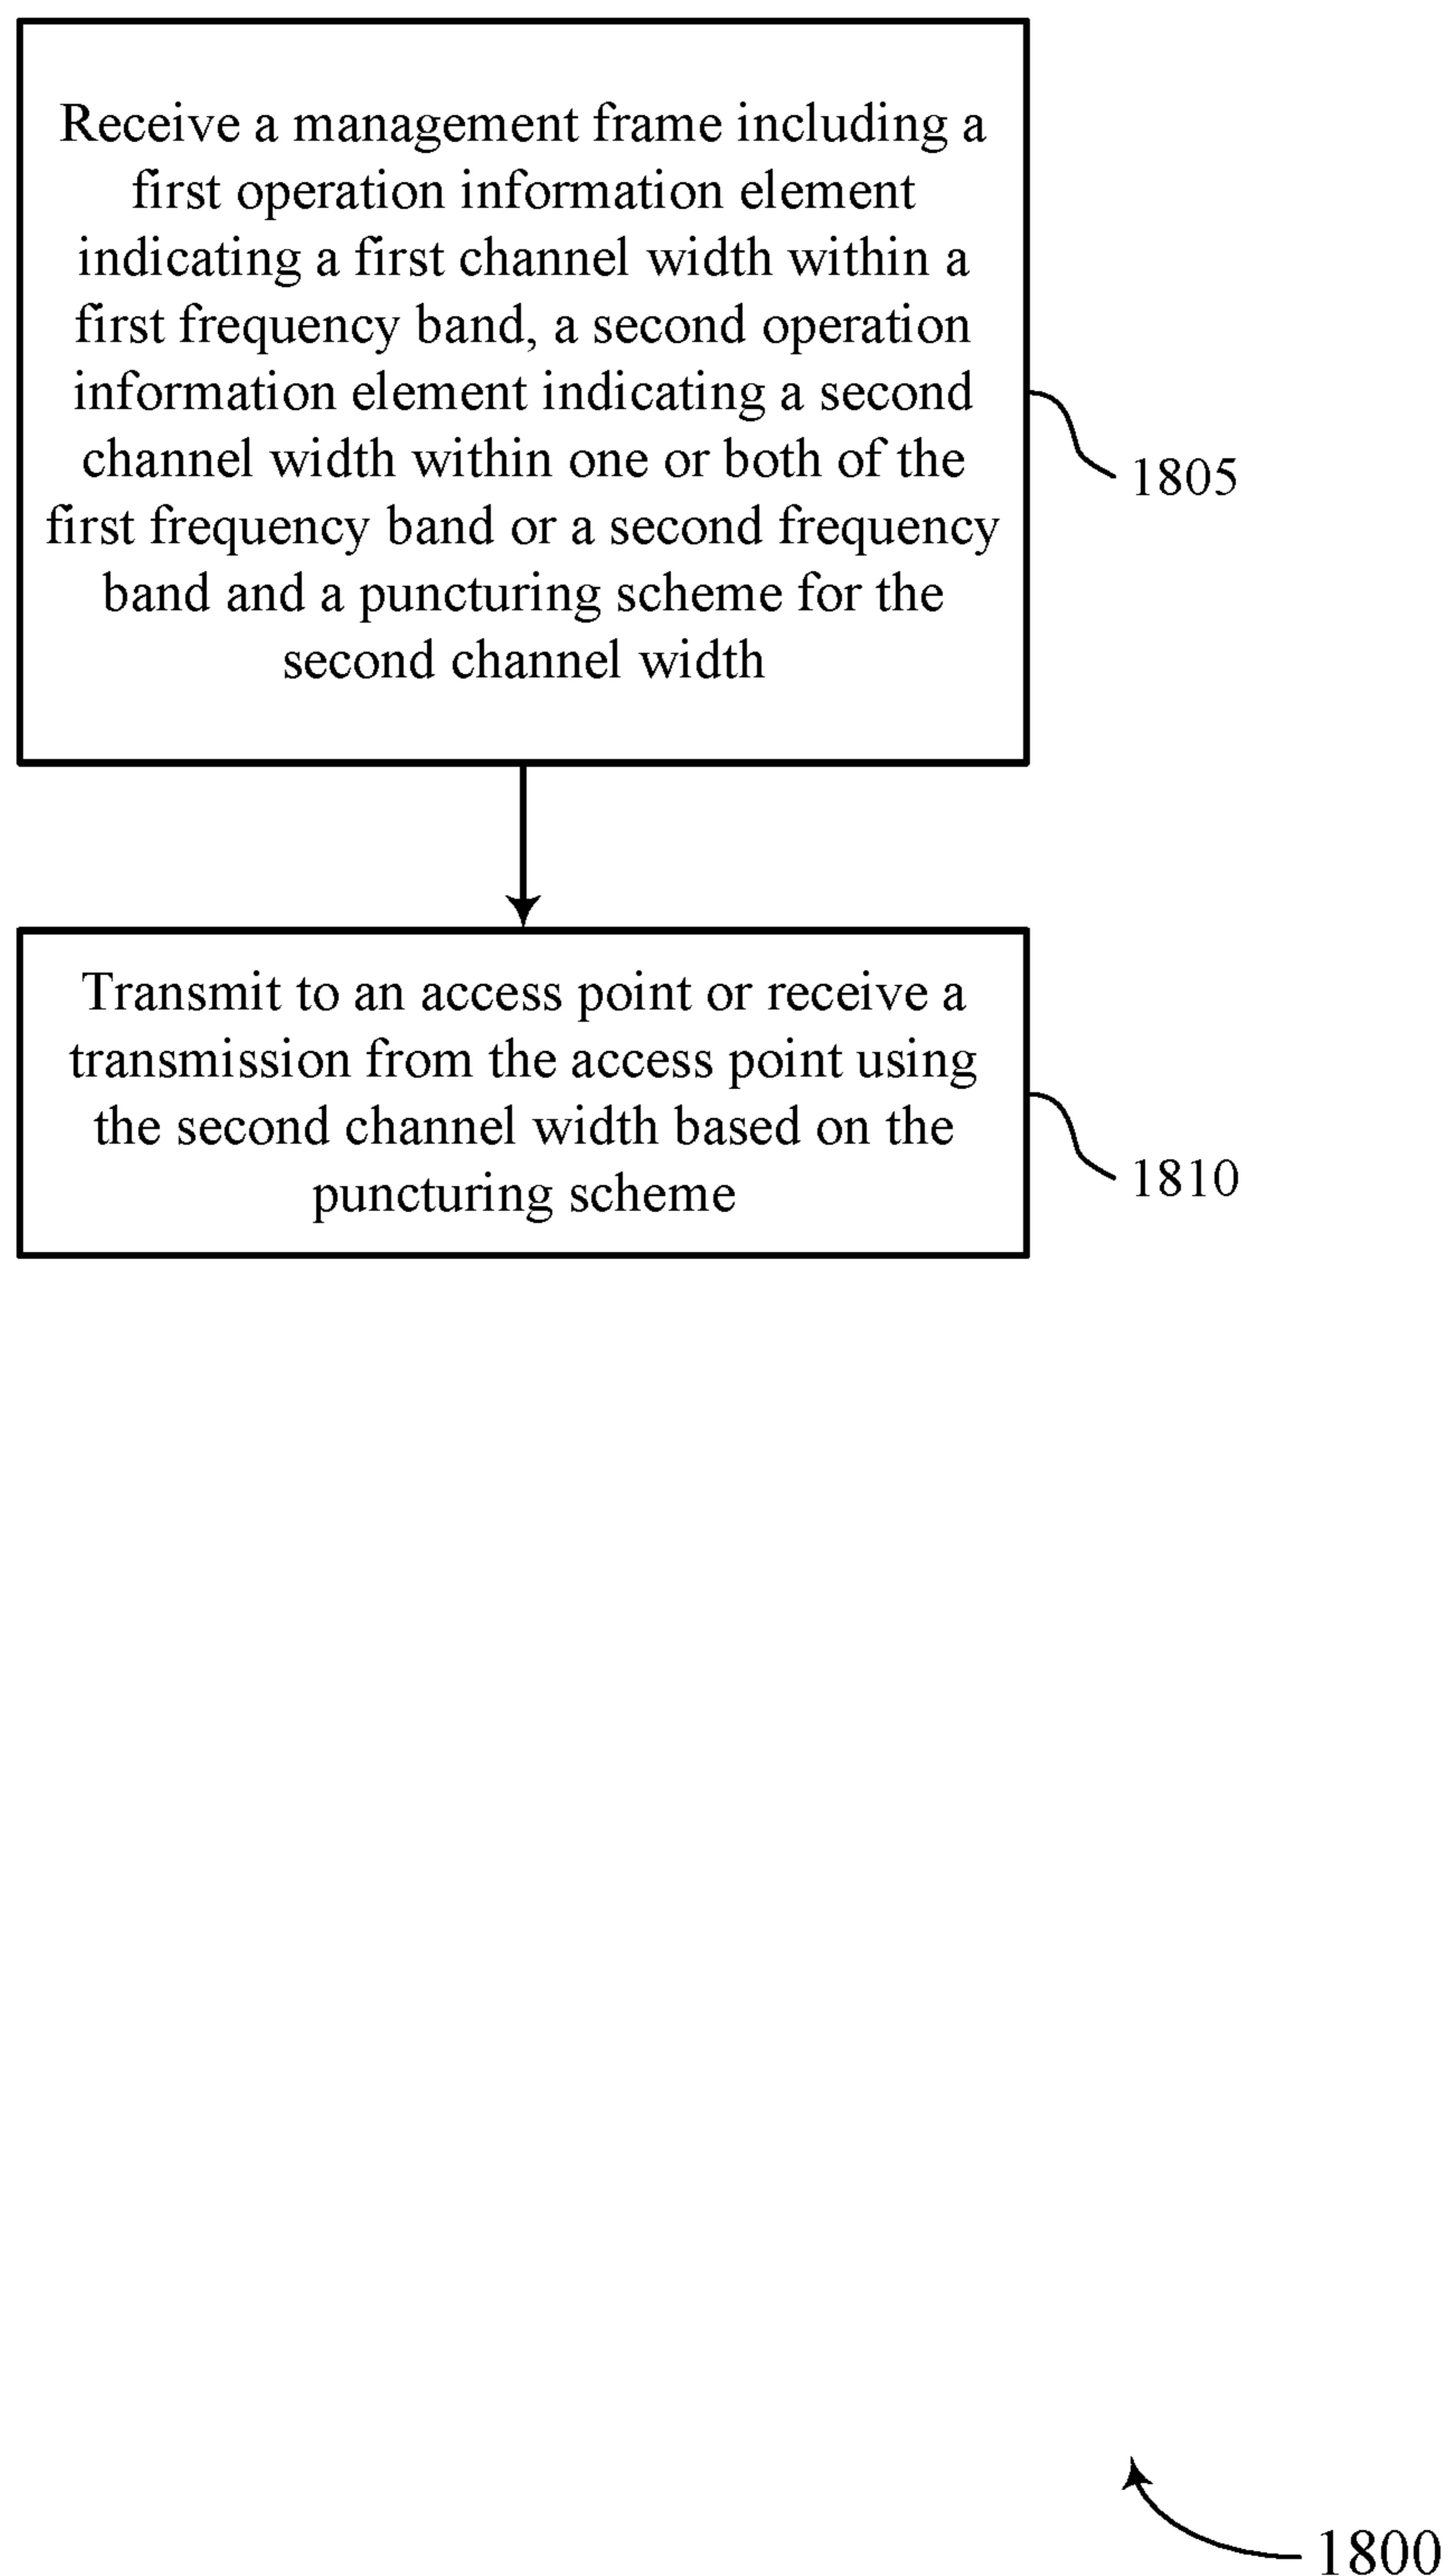 Receive a management frame including a
first operation information element
indicating a first channel width within a
first frequency band, a second operation
information element indicating a second
channel width within one or both of the
first frequency band or a second frequency
band and a puncturing scheme for the
second channel width
1805
Transmit to an access point or receive a
transmission from the access point using
the second channel width based on the
puncturing scheme
1810
1800